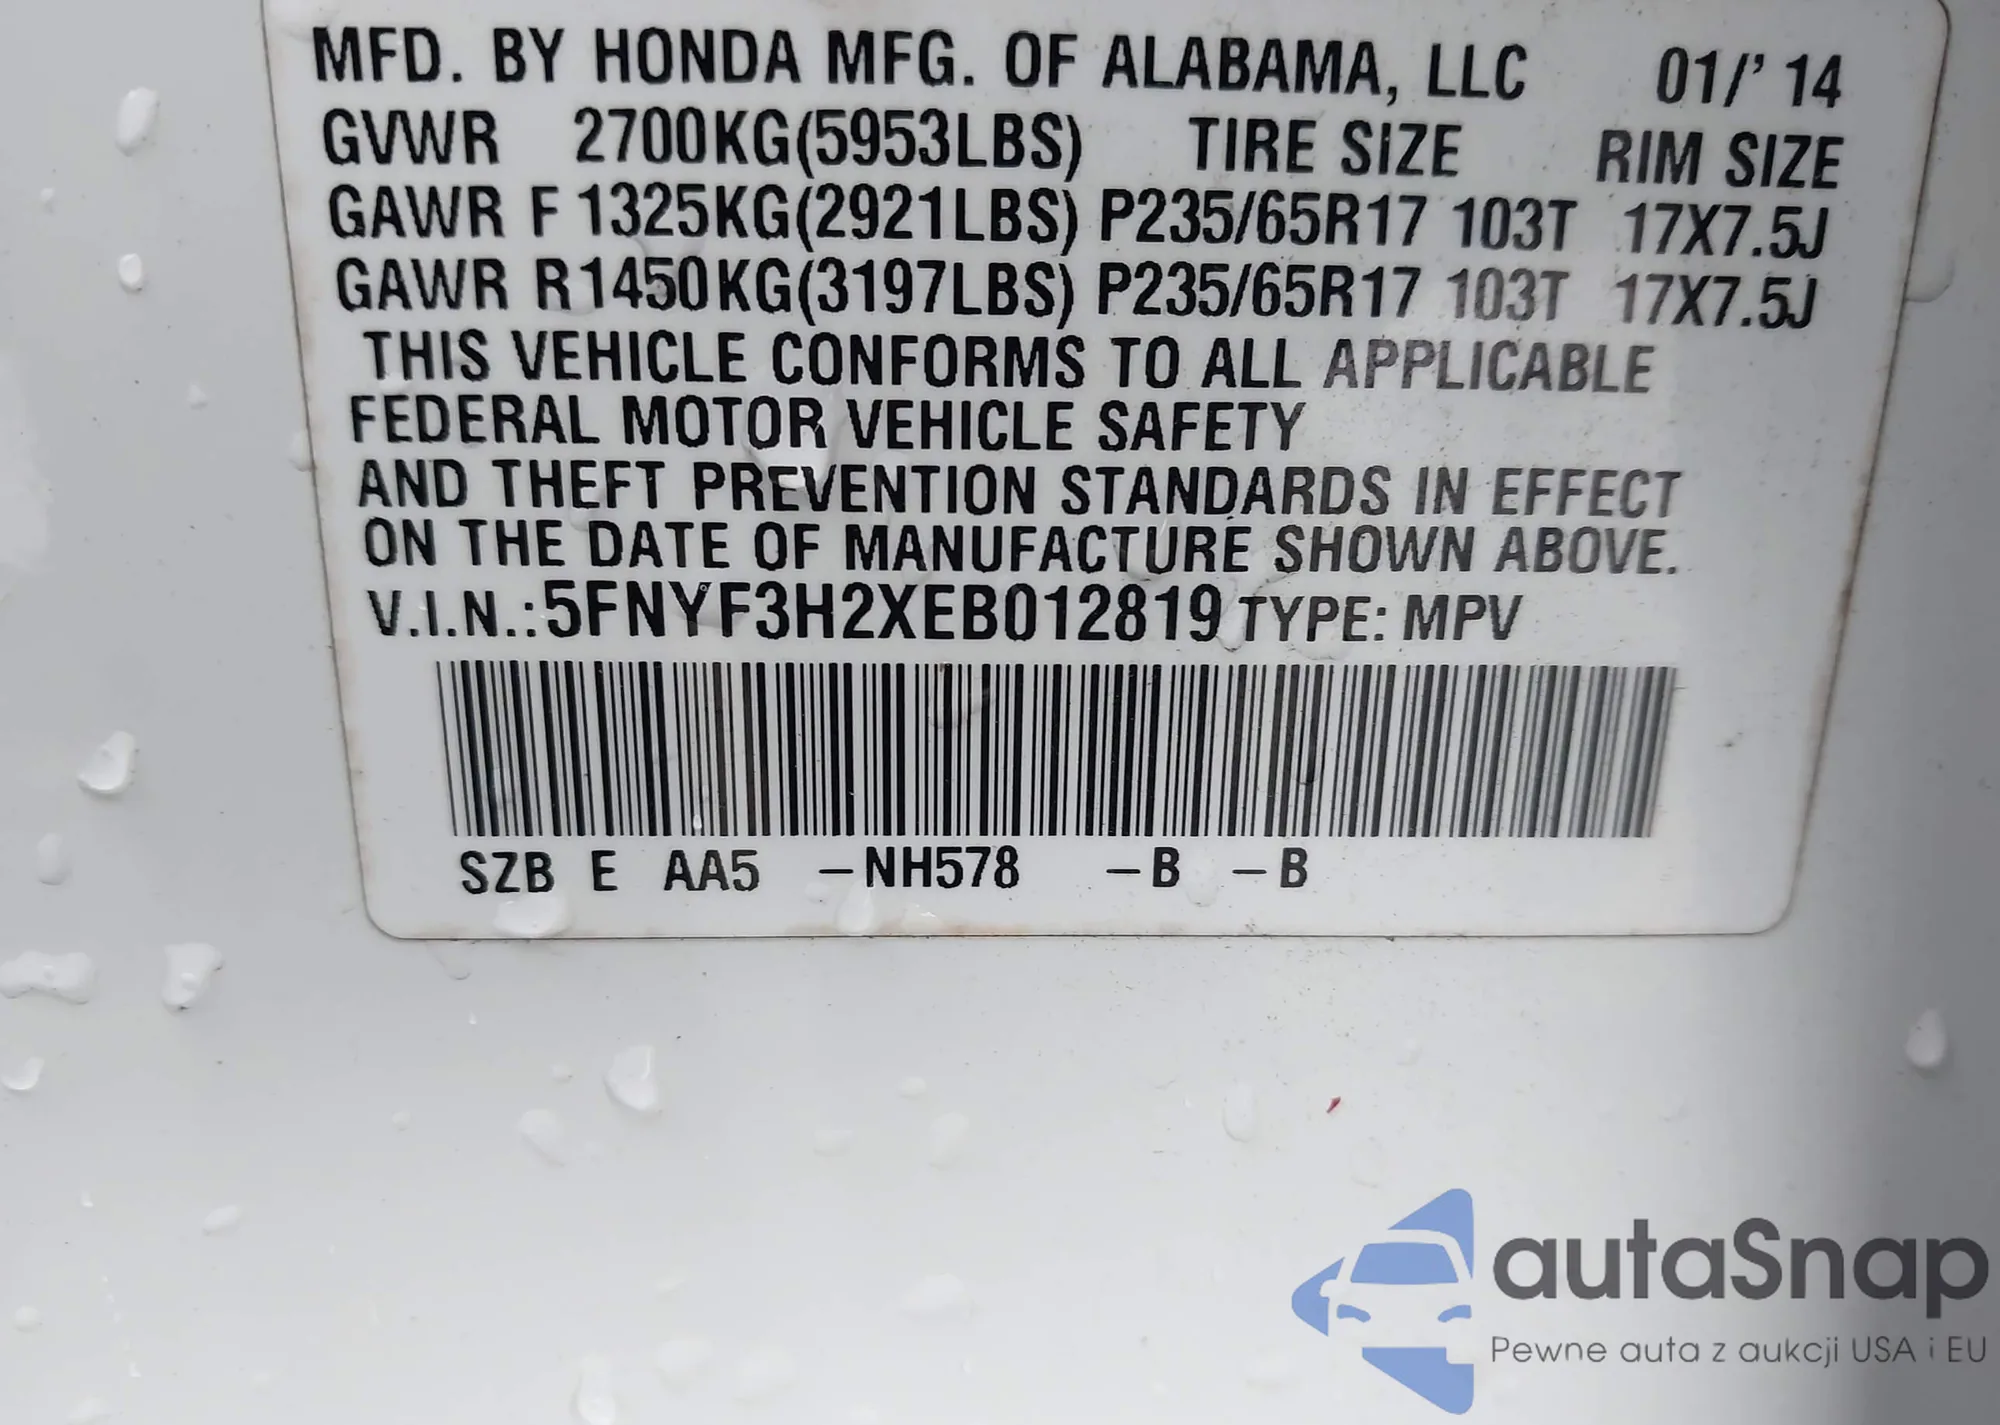 MFD. BY HONDA MFG. OF ALABAMA, LLC 01/' 14
GVWR 2700KG(5953LBS) TIRE SIZE RIM SIZE
GAWR F 1325KG(2921LBS) P235/65R17 103T 17X7.5J
GAWR R 1450KG(3197LBS) P235/65R17 103T 17X7.5J
THIS VEHICLE CONFORMS TO ALL APPLICABLE
FEDERAL MOTOR VEHICLE SAFETY
AND THEFT PREVENTION STANDARDS IN EFFECT
ON THE DATE OF MANUFACTURE SHOWN ABOVE.
V.I.N.:5FNYF3H2XEB012819 TYPE: MPV
SZB E AA5 –NH578 –B –B
autaSnap
Pewne auta z aukcji USA i EU